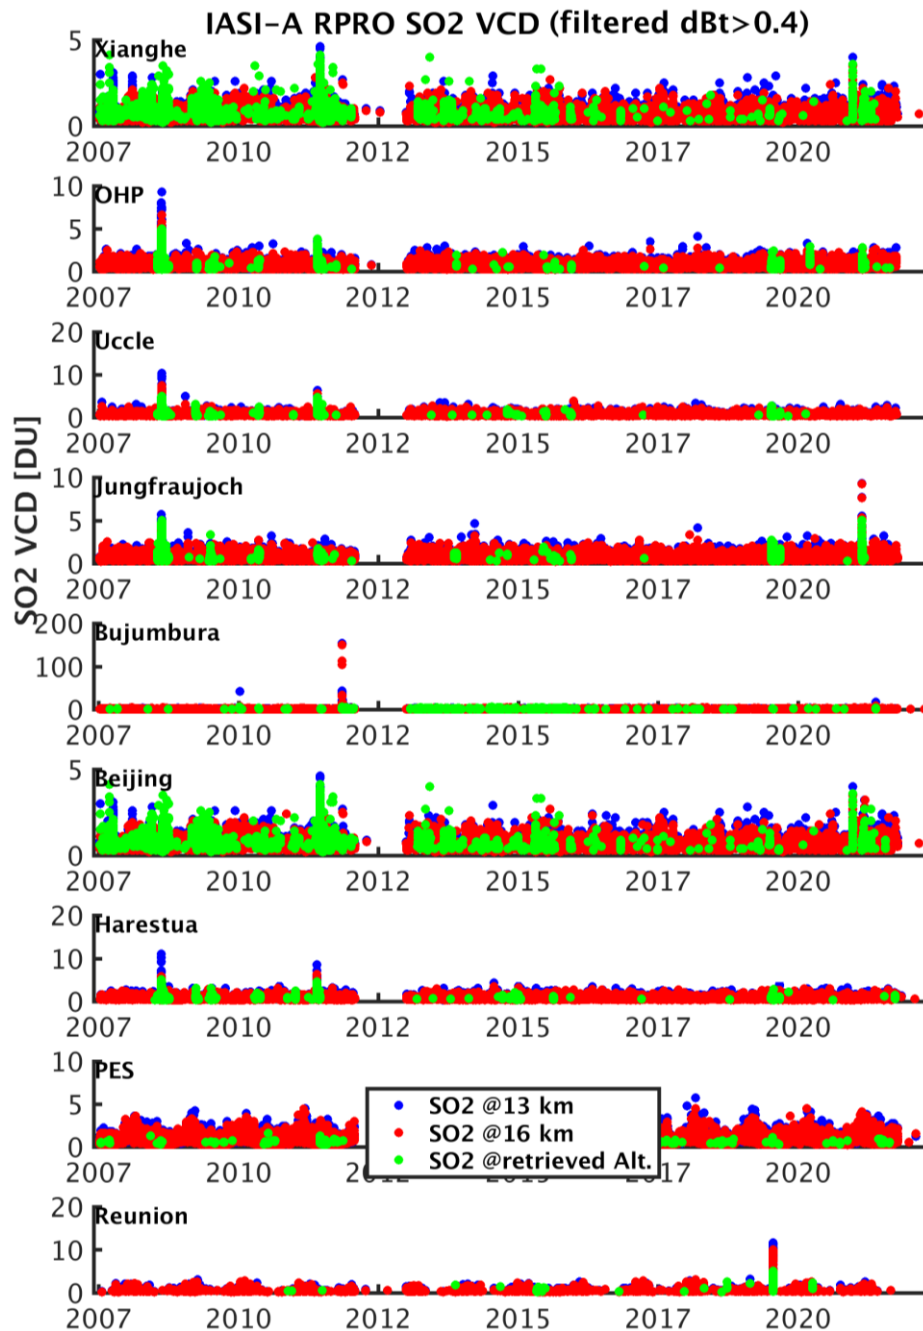 IASI-A RPRO SO2 VCD (filtered dBt>0.4)
SO2 VCD [DU]
Xianghe
5
0
2007 2010 2012 2015 2017 2020
OHP
10
5
0
2007 2010 2012 2015 2017 2020
Uccle
20
10
0
2007 2010 2012 2015 2017 2020
Jungfraujoch
10
5
0
2007 2010 2012 2015 2017 2020
Bujumbura
200
100
0
2007 2010 2012 2015 2017 2020
Beijing
5
0
2007 2010 2012 2015 2017 2020
Harestua
20
10
0
2007 2010 2012 2015 2017 2020
PES
10
5
0
SO2 @13 km
SO2 @16 km
SO2 @retrieved Alt.
2007 2010 2015 2017 2020
Reunion
20
10
0
2007 2010 2012 2015 2017 2020